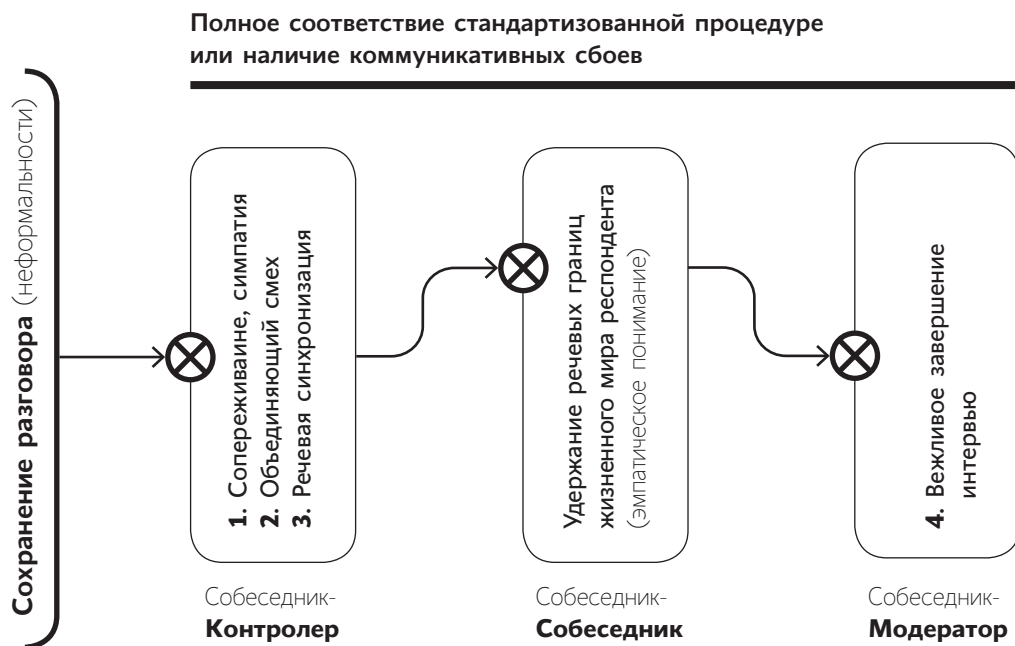 Полное соответствие стандартизованной процедуре
или наличие коммуникативных сбоев
Сохранение разговора (неформальности)
1. Сопереживаине, симпатия
2. Объединяющий смех
3. Речевая синхронизация
Собеседник-
Контролер
Удержание речевых границ
жизненного мира респондента
(эмпатическое понимание)
Собеседник-
Собеседник
4. Вежливое завершение
интервью
Собеседник-
Модератор